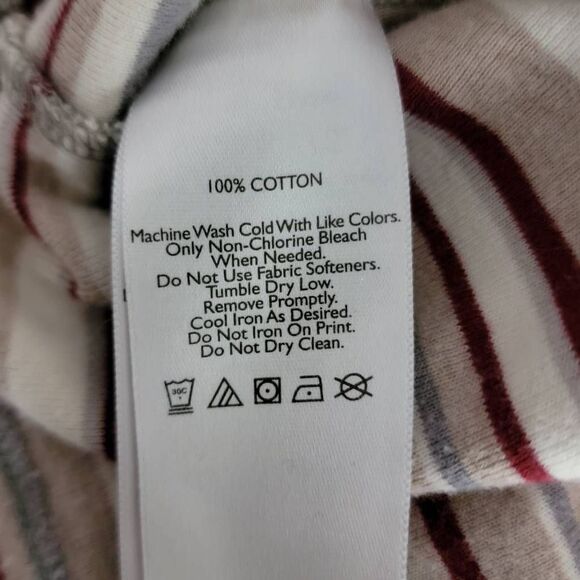 100% COTTON
Machine Wash Cold With Like Colors.
Only Non-Chlorine Bleach
When Needed.
Do Not Use Fabric Softeners.
Tumble Dry Low.
Remove Promptly.
Cool Iron As Desired.
Do Not Iron On Print.
Do Not Dry Clean.
30C